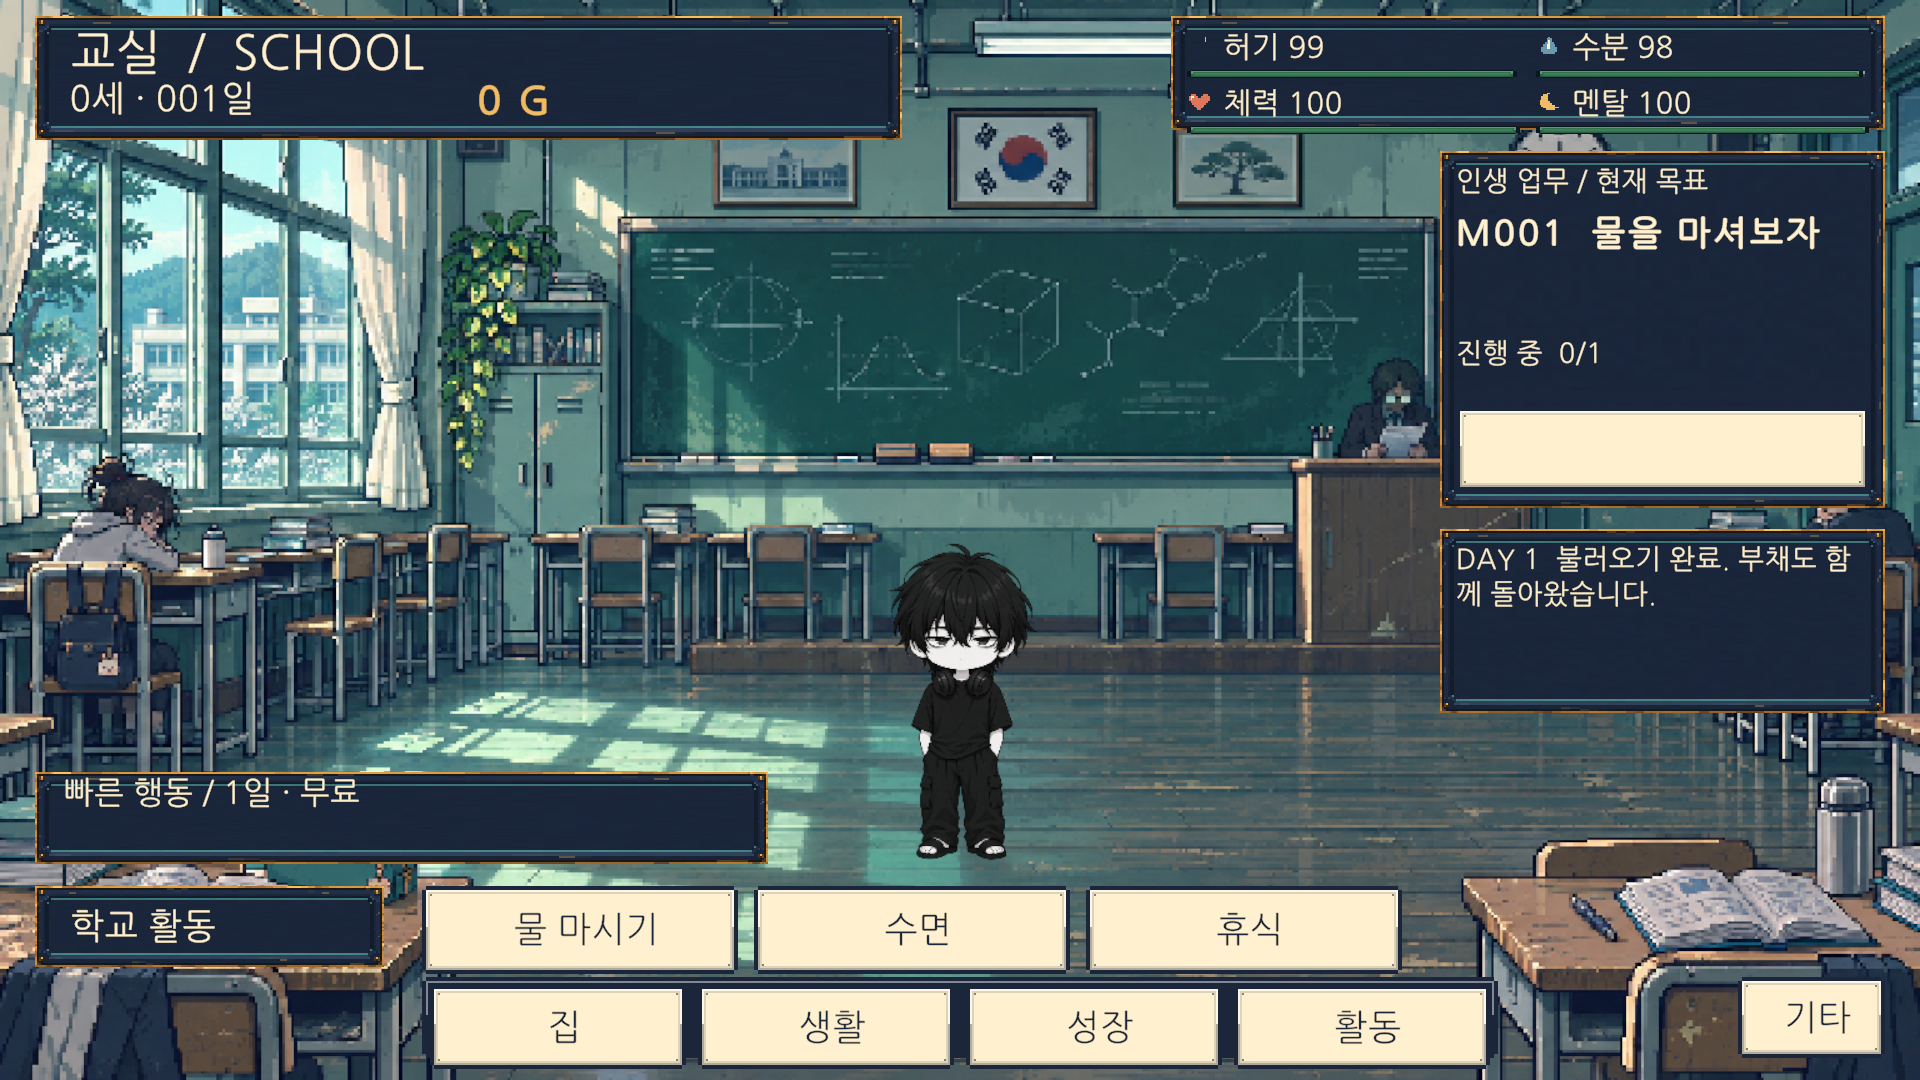 교실 / SCHOOL
0세 · 001일
0 G
허기 99
수분 98
체력 100
멘탈 100
인생 업무 / 현재 목표
M001 물을 마셔보자
진행 중 0/1
DAY 1 불러오기 완료. 부채도 함
께 돌아왔습니다.
빠른 행동 / 1일 · 무료
학교 활동
물 마시기
수면
휴식
집
생활
성장
활동
기타